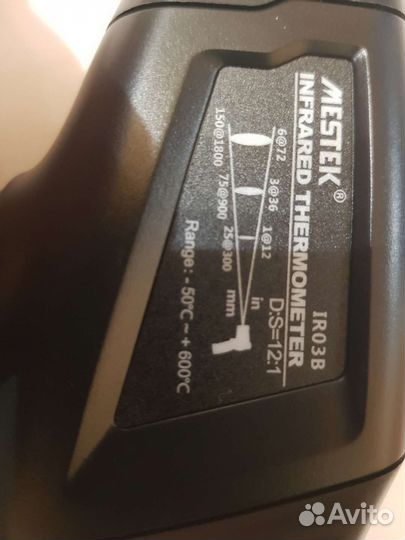 MESTEK®
INFRARED THERMOMETER
IR03B
D:S=12:1
6@72 3@36 1@12 in
150@1800 75@900 25@300 mm
Range: -50℃~+600℃
Avito